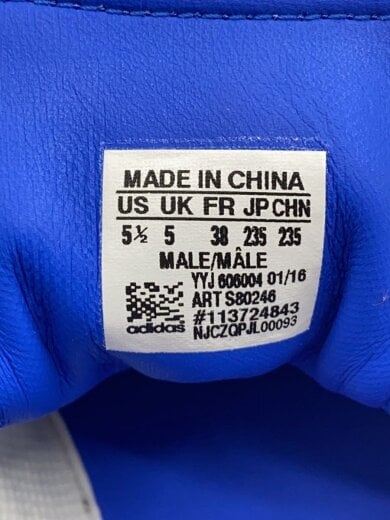 MADE IN CHINA
US UK FR JP CHN
5½ 5 38 235 235
MALE/MÂLE
YYJ 606004 01/16
ART S80246
#113724843
adidas NJCZQPJL00093